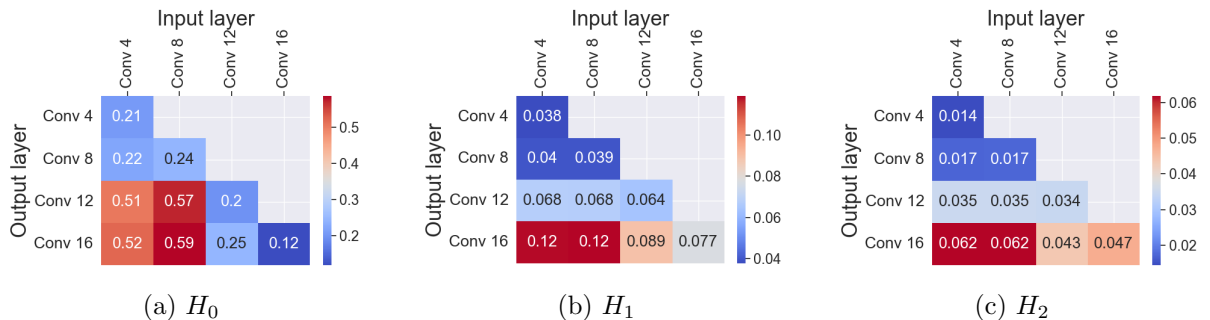 Input layer
Conv 4
Conv 8
Conv 12
Conv 16
Output layer
Conv 4 0.21
Conv 8 0.22 0.24
Conv 12 0.51 0.57 0.2
Conv 16 0.52 0.59 0.25 0.12
0.5
0.4
0.3
0.2
(a) H₀
Input layer
Conv 4
Conv 8
Conv 12
Conv 16
Output layer
Conv 4 0.038
Conv 8 0.04 0.039
Conv 12 0.068 0.068 0.064
Conv 16 0.12 0.12 0.089 0.077
0.10
0.08
0.06
0.04
(b) H₁
Input layer
Conv 4
Conv 8
Conv 12
Conv 16
Output layer
Conv 4 0.014
Conv 8 0.017 0.017
Conv 12 0.035 0.035 0.034
Conv 16 0.062 0.062 0.043 0.047
0.06
0.05
0.04
0.03
0.02
(c) H₂